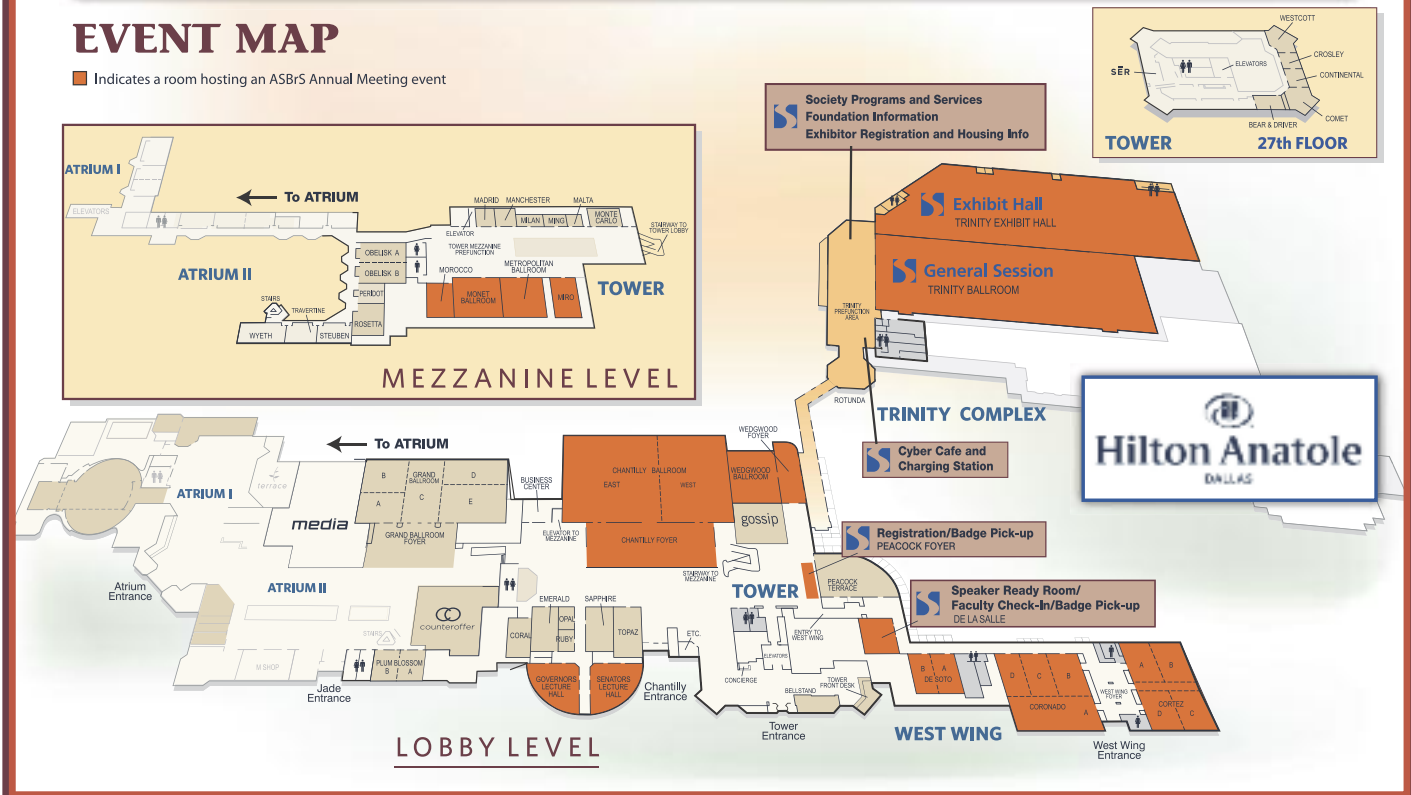 EVENT MAP
Indicates a room hosting an ASBrS Annual Meeting event
WESTCOTT
CROSLEY
CONTINENTAL
COMET
BEAR & DRIVER
ELEVATORS
SĒR
TOWER
27th FLOOR
Society Programs and Services
Foundation Information
Exhibitor Registration and Housing Info
ATRIUM I
ELEVATORS
To ATRIUM
ATRIUM II
STAIRS
TRAVERTINE
WYETH
STEUBEN
ROSETTA
PERIDOT
OBELISK A
OBELISK B
ELEVATOR
TOWER MEZZANINE
PREFUNCTION
MADRID
MANCHESTER
MILAN
MING
MALTA
MONTE
CARLO
STAIRWAY TO
TOWER LOBBY
MOROCCO
METROPOLITAN
BALLROOM
MONET
BALLROOM
MIRO
TOWER
MEZZANINE LEVEL
Exhibit Hall
TRINITY EXHIBIT HALL
General Session
TRINITY BALLROOM
TRINITY
PREFUNCTION
AREA
ROTUNDA
TRINITY COMPLEX
Cyber Cafe and
Charging Station
Hilton Anatole
DALLAS
To ATRIUM
ATRIUM I
terrace
media
B
A
GRAND
BALLROOM
C
D
E
GRAND BALLROOM
FOYER
BUSINESS
CENTER
ELEVATOR TO
MEZZANINE
CHANTILLY BALLROOM
EAST
WEST
CHANTILLY FOYER
WEDGWOOD
FOYER
WEDGWOOD
BALLROOM
gossip
STAIRWAY TO
MEZZANINE
Registration/Badge Pick-up
PEACOCK FOYER
PEACOCK
TERRACE
TOWER
Speaker Ready Room/
Faculty Check-In/Badge Pick-up
DE LA SALLE
Atrium
Entrance
ATRIUM II
STAIRS
M SHOP
counteroffer
PLUM BLOSSOM
B
A
Jade
Entrance
CORAL
EMERALD
OPAL
RUBY
SAPPHIRE
TOPAZ
GOVERNORS
LECTURE
HALL
SENATORS
LECTURE
HALL
Chantilly
Entrance
ETC.
CONCIERGE
ELEVATORS
ENTRY TO
WEST WING
BELLSTAND
TOWER
FRONT DESK
Tower
Entrance
B
A
DE SOTO
D
C
B
A
CORONADO
WEST WING
FOYER
A
B
CORTEZ
D
C
WEST WING
West Wing
Entrance
LOBBY LEVEL